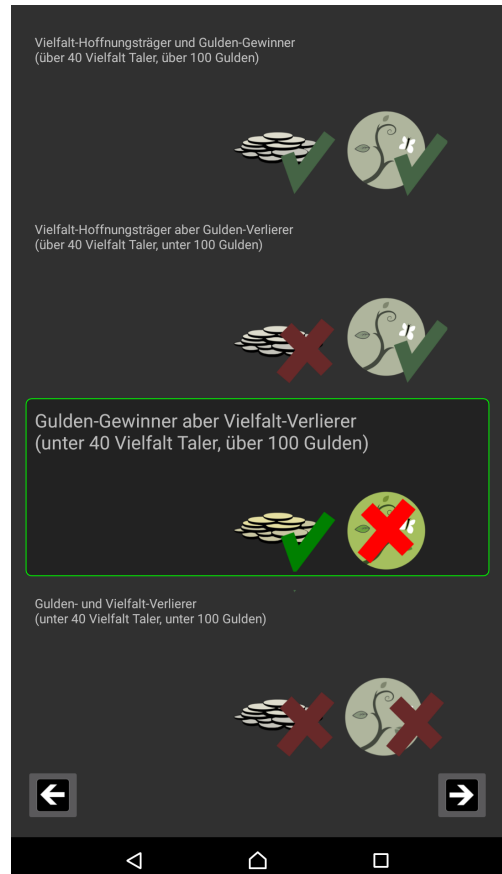 Vielfalt-Hoffnungsträger und Gulden-Gewinner
(über 40 Vielfalt Taler, über 100 Gulden)
Vielfalt-Hoffnungsträger aber Gulden-Verlierer
(über 40 Vielfalt Taler, unter 100 Gulden)
Gulden-Gewinner aber Vielfalt-Verlierer
(unter 40 Vielfalt Taler, über 100 Gulden)
Gulden- und Vielfalt-Verlierer
(unter 40 Vielfalt Taler, unter 100 Gulden)